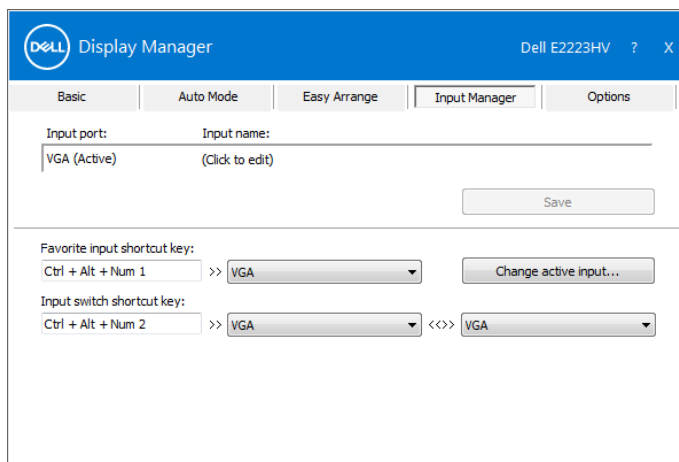 DELL Display Manager Dell E2223HV ? X
Basic Auto Mode Easy Arrange Input Manager Options
Input port: Input name:
VGA (Active) (Click to edit)
Save
Favorite input shortcut key:
Ctrl + Alt + Num 1 >> VGA Change active input...
Input switch shortcut key:
Ctrl + Alt + Num 2 >> VGA <<>> VGA